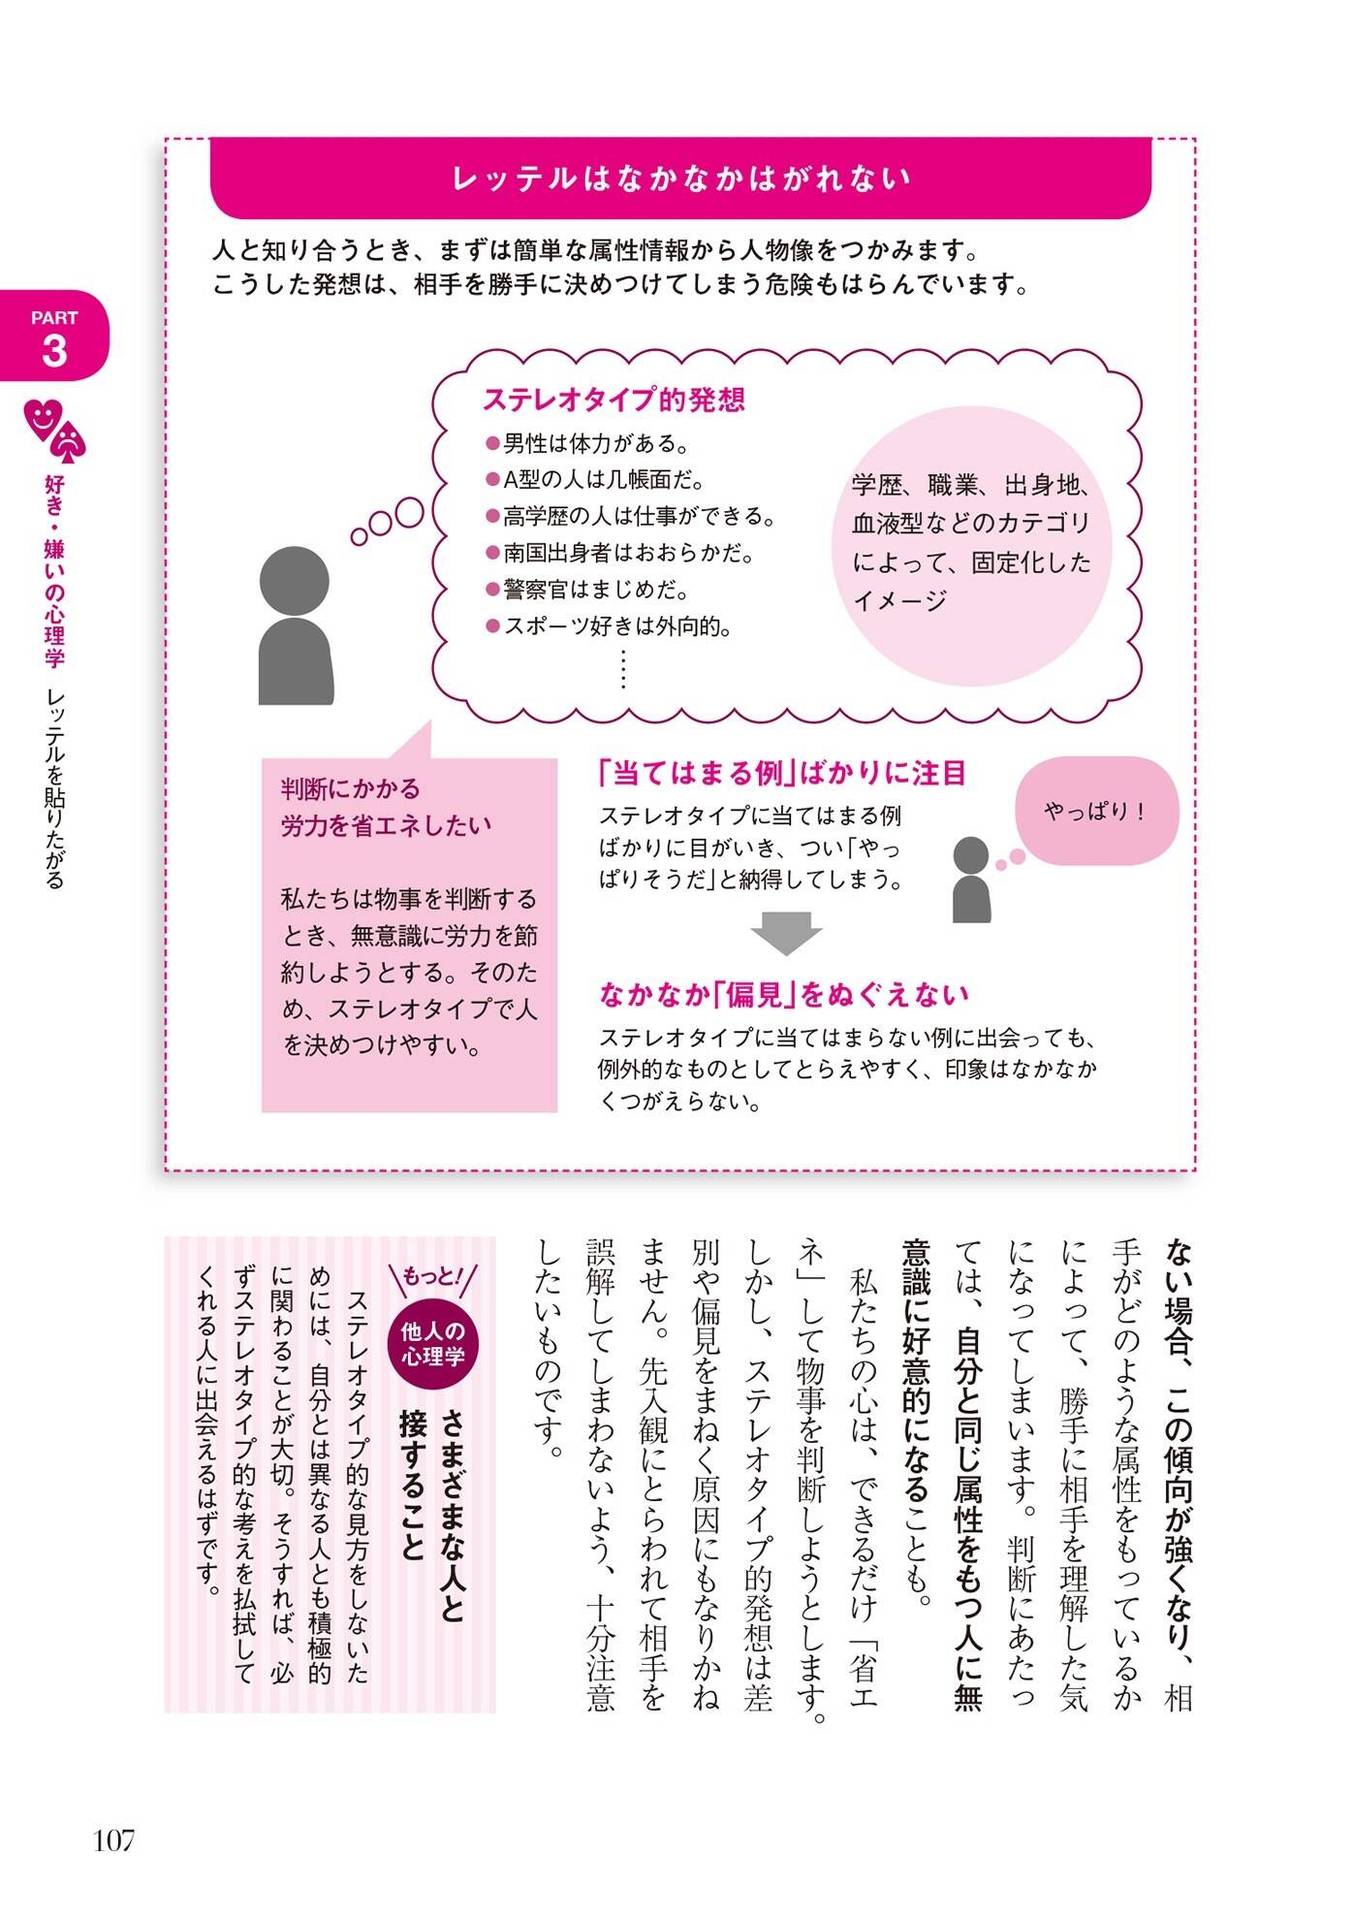 レッテルはなかなかはがれない
人と知り合うとき、まずは簡単な属性情報から人物像をつかみます。
こうした発想は、相手を勝手に決めつけてしまう危険もはらんでいます。
PART
3
好き・嫌いの心理学 レッテルを貼りたがる
ステレオタイプ的発想
●男性は体力がある。
●A型の人は几帳面だ。
●高学歴の人は仕事ができる。
●南国出身者はおおらかだ。
●警察官はまじめだ。
●スポーツ好きは外向的。
……
学歴、職業、出身地、
血液型などのカテゴリ
によって、固定化した
イメージ
判断にかかる
労力を省エネしたい
私たちは物事を判断する
とき、無意識に労力を節
約しようとする。そのた
め、ステレオタイプで人
を決めつけやすい。
「当てはまる例」ばかりに注目
ステレオタイプに当てはまる例
ばかりに目がいき、つい「やっ
ぱりそうだ」と納得してしまう。
やっぱり！
なかなか「偏見」をぬぐえない
ステレオタイプに当てはまらない例に出会っても、
例外的なものとしてとらえやすく、印象はなかなか
くつがえらない。
ない場合、この傾向が強くなり、相
手がどのような属性をもっているか
によって、勝手に相手を理解した気
になってしまいます。判断にあたっ
ては、自分と同じ属性をもつ人に無
意識に好意的になることも。
私たちの心は、できるだけ「省エ
ネ」して物事を判断しようとします。
しかし、ステレオタイプ的発想は差
別や偏見をまねく原因にもなりかね
ません。先入観にとらわれて相手を
誤解してしまわないよう、十分注意
したいものです。
もっと!
他人の
心理学
さまざまな人と
接すること
ステレオタイプ的な見方をしないた
めには、自分とは異なる人とも積極的
に関わることが大切。そうすれば、必
ずステレオタイプ的な考えを払拭して
くれる人に出会えるはずです。
107